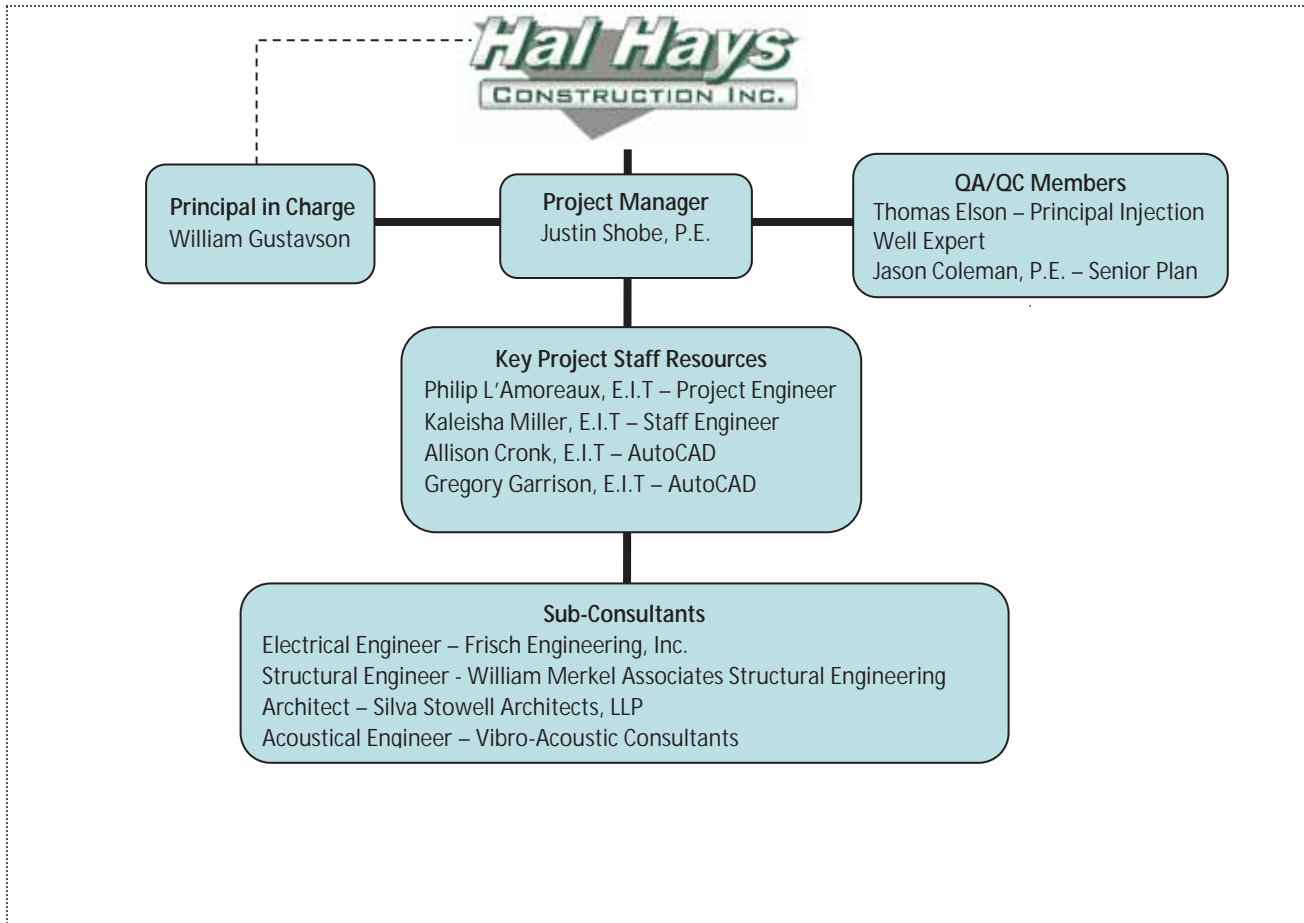 Hal Hays
CONSTRUCTION INC.
Principal in Charge
William Gustavson
Project Manager
Justin Shobe, P.E.
QA/QC Members
Thomas Elson – Principal Injection
Well Expert
Jason Coleman, P.E. – Senior Plan
Key Project Staff Resources
Philip L'Amoreaux, E.I.T – Project Engineer
Kaleisha Miller, E.I.T – Staff Engineer
Allison Cronk, E.I.T – AutoCAD
Gregory Garrison, E.I.T – AutoCAD
Sub-Consultants
Electrical Engineer – Frisch Engineering, Inc.
Structural Engineer - William Merkel Associates Structural Engineering
Architect – Silva Stowell Architects, LLP
Acoustical Engineer – Vibro-Acoustic Consultants